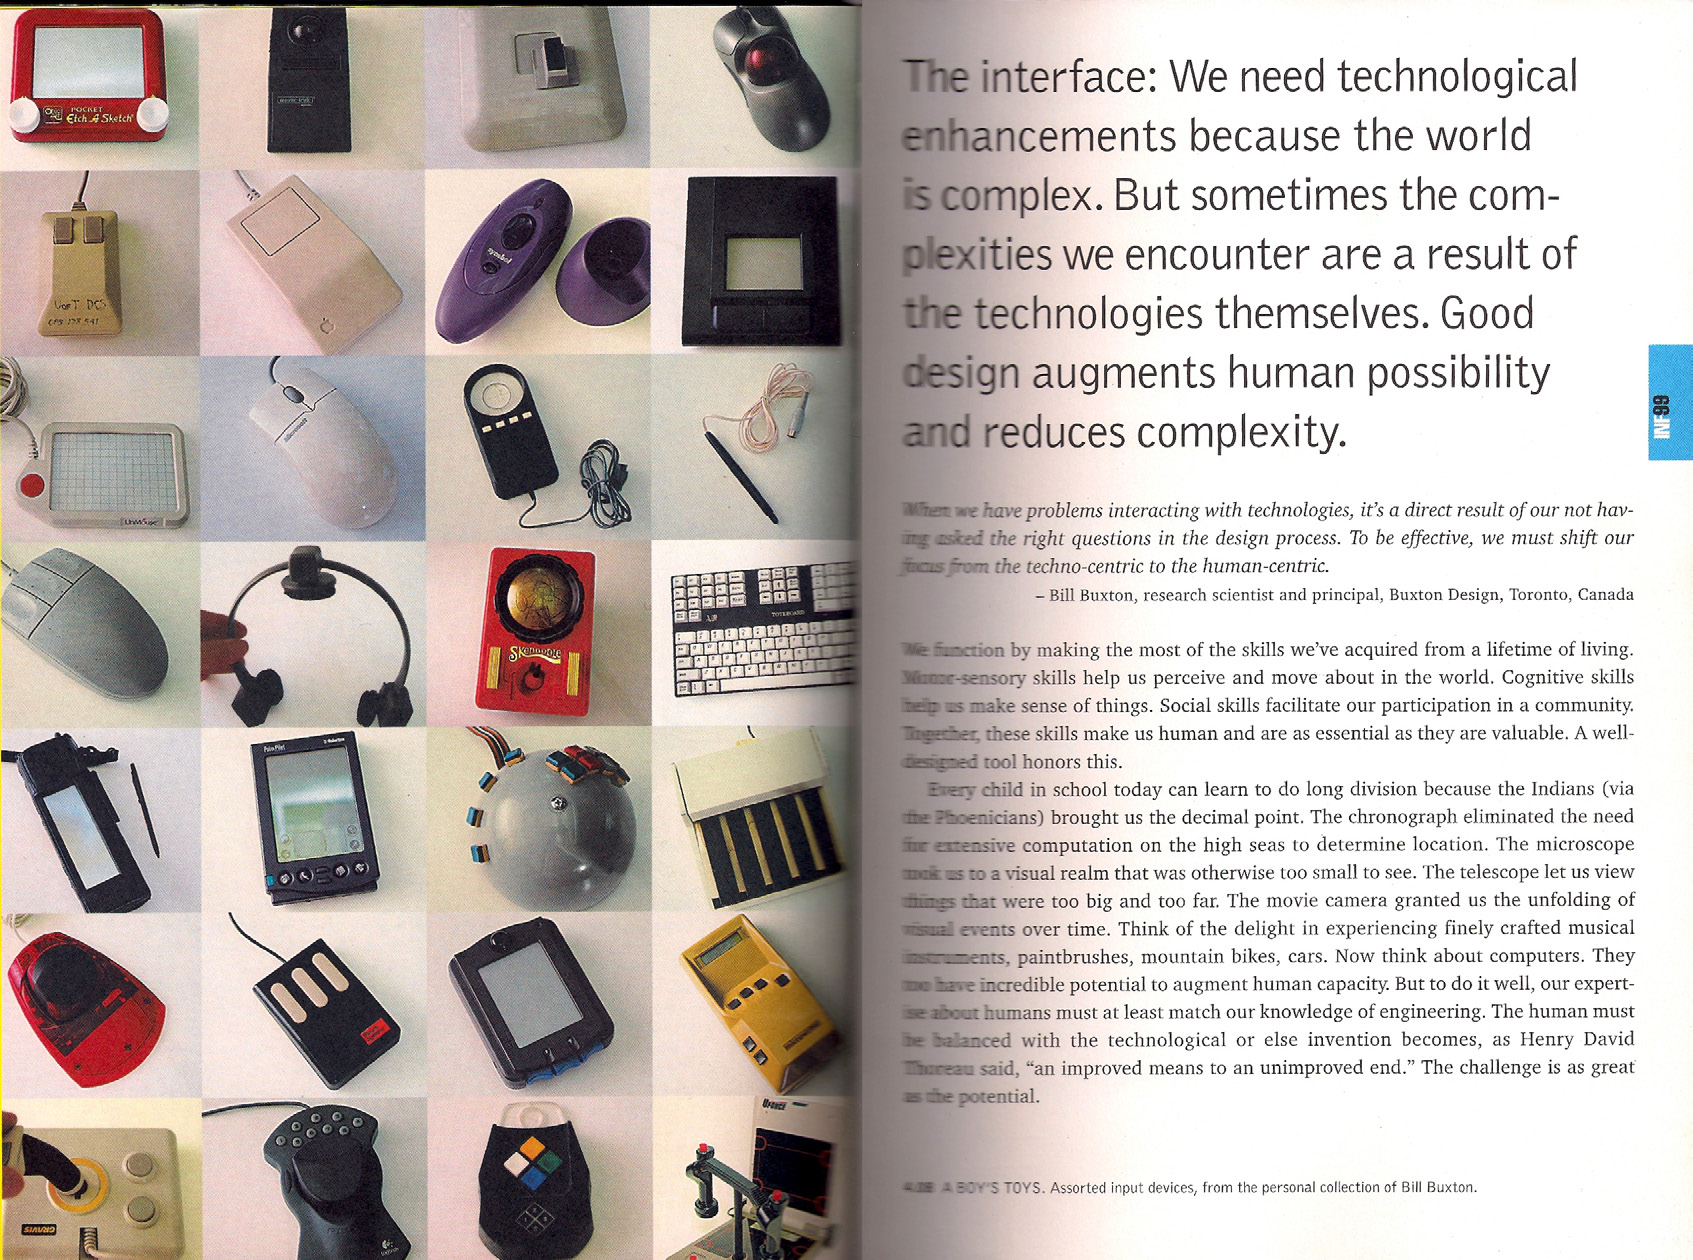 POCKET
Etch A Sketch
UofT DCS
symbol
UniMouse
Microsoft
SKedoodle
Palm Pilot
GRAVIS
Logitech
The interface: We need technological
enhancements because the world
is complex. But sometimes the com-
plexities we encounter are a result of
the technologies themselves. Good
design augments human possibility
and reduces complexity.
INF99
When we have problems interacting with technologies, it's a direct result of our not hav-
ing asked the right questions in the design process. To be effective, we must shift our
focus from the techno-centric to the human-centric.
– Bill Buxton, research scientist and principal, Buxton Design, Toronto, Canada
We function by making the most of the skills we've acquired from a lifetime of living.
Motor-sensory skills help us perceive and move about in the world. Cognitive skills
help us make sense of things. Social skills facilitate our participation in a community.
Together, these skills make us human and are as essential as they are valuable. A well-
designed tool honors this.
Every child in school today can learn to do long division because the Indians (via
the Phoenicians) brought us the decimal point. The chronograph eliminated the need
for extensive computation on the high seas to determine location. The microscope
took us to a visual realm that was otherwise too small to see. The telescope let us view
things that were too big and too far. The movie camera granted us the unfolding of
visual events over time. Think of the delight in experiencing finely crafted musical
instruments, paintbrushes, mountain bikes, cars. Now think about computers. They
too have incredible potential to augment human capacity. But to do it well, our expert-
ise about humans must at least match our knowledge of engineering. The human must
be balanced with the technological or else invention becomes, as Henry David
Thoreau said, “an improved means to an unimproved end.” The challenge is as great
as the potential.
A BOY'S TOYS. Assorted input devices, from the personal collection of Bill Buxton.